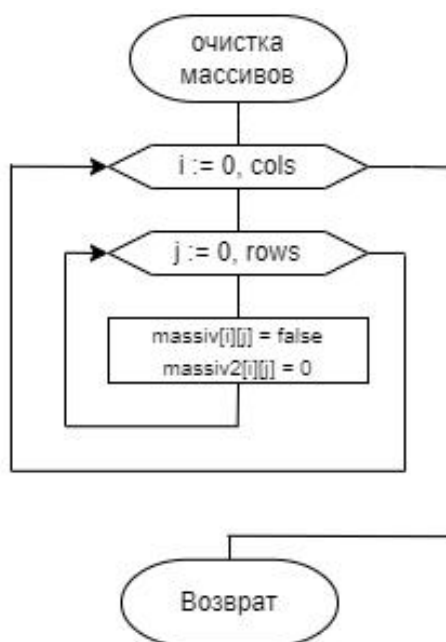 очистка
массивов
i := 0, cols
j := 0, rows
massiv[i][j] = false
massiv2[i][j] = 0
Возврат